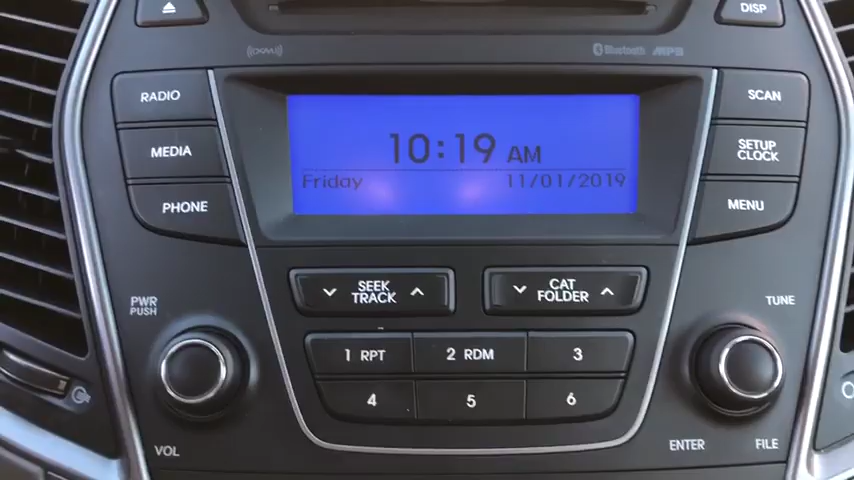 DISP
((XM))
Bluetooth MP3
RADIO
SCAN
10:19 AM
MEDIA
SETUP
CLOCK
Friday 11/01/2019
PHONE
MENU
SEEK
TRACK
CAT
FOLDER
PWR
PUSH
TUNE
1 RPT
2 RDM
3
4
5
6
VOL
ENTER
FILE